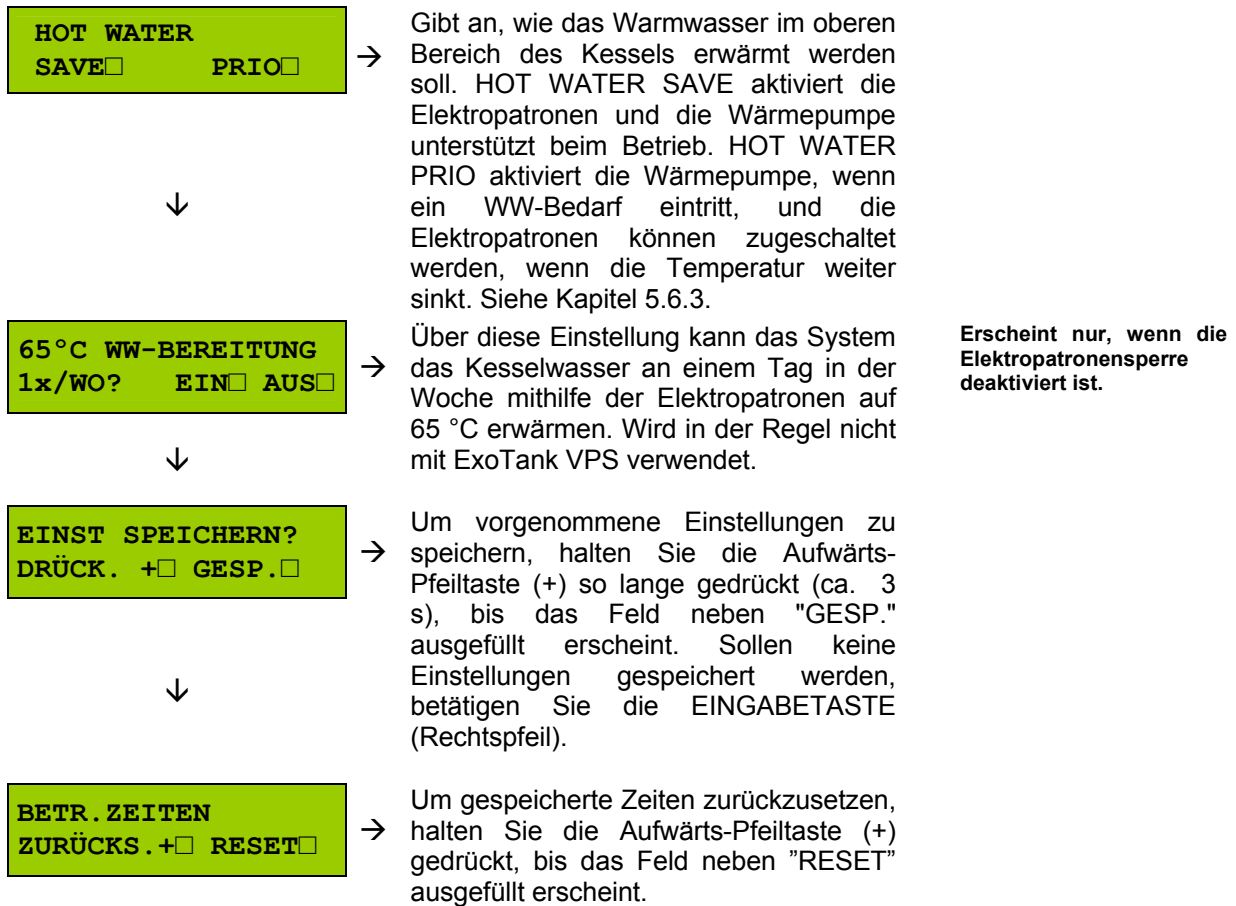 HOT WATER
SAVE□ PRIO□
→
Gibt an, wie das Warmwasser im oberen
Bereich des Kessels erwärmt werden
soll. HOT WATER SAVE aktiviert die
Elektropatronen und die Wärmepumpe
unterstützt beim Betrieb. HOT WATER
PRIO aktiviert die Wärmepumpe, wenn
ein WW-Bedarf eintritt, und die
Elektropatronen können zugeschaltet
werden, wenn die Temperatur weiter
sinkt. Siehe Kapitel 5.6.3.
↓
65°C WW-BEREITUNG
1x/WO? EIN□ AUS□
→
Über diese Einstellung kann das System
das Kesselwasser an einem Tag in der
Woche mithilfe der Elektropatronen auf
65 °C erwärmen. Wird in der Regel nicht
mit ExoTank VPS verwendet.
Erscheint nur, wenn die
Elektropatronensperre
deaktiviert ist.
↓
EINST SPEICHERN?
DRÜCK. +□ GESP.□
→
Um vorgenommene Einstellungen zu
speichern, halten Sie die Aufwärts-
Pfeiltaste (+) so lange gedrückt (ca. 3
s), bis das Feld neben "GESP."
ausgefüllt erscheint. Sollen keine
Einstellungen gespeichert werden,
betätigen Sie die EINGABETASTE
(Rechtspfeil).
↓
BETR.ZEITEN
ZURÜCKS.+□ RESET□
→
Um gespeicherte Zeiten zurückzusetzen,
halten Sie die Aufwärts-Pfeiltaste (+)
gedrückt, bis das Feld neben ”RESET”
ausgefüllt erscheint.